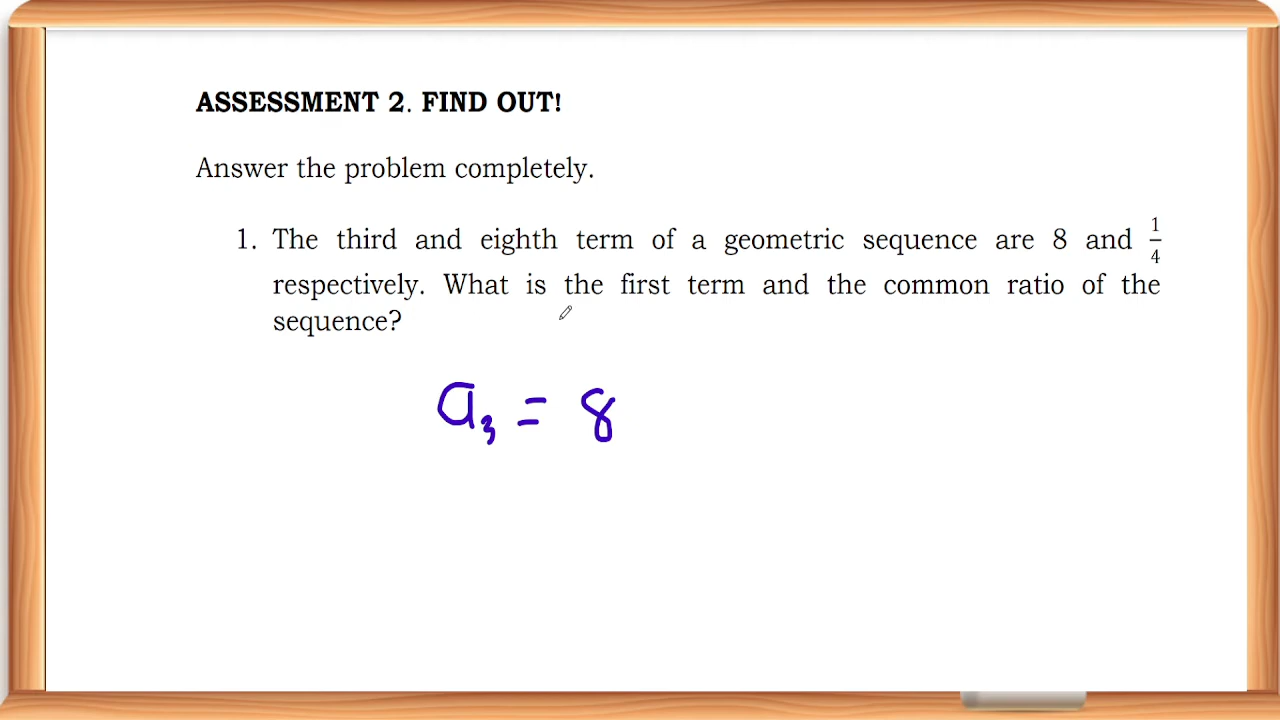 ASSESSMENT 2. FIND OUT!
Answer the problem completely.
1. The third and eighth term of a geometric sequence are 8 and 1/4
respectively. What is the first term and the common ratio of the
sequence?
a₃ = 8